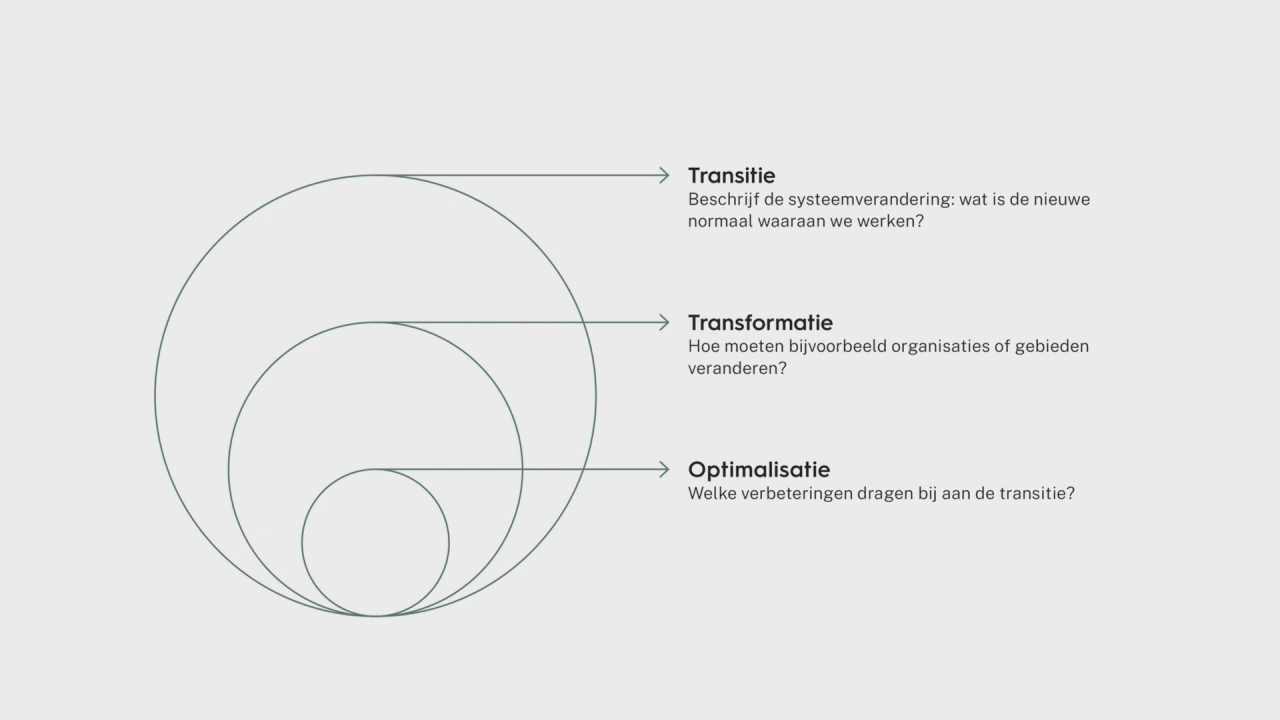 Transitie
Beschrijf de systeemverandering: wat is de nieuwe
normaal waaraan we werken?
Transformatie
Hoe moeten bijvoorbeeld organisaties of gebieden
veranderen?
Optimalisatie
Welke verbeteringen dragen bij aan de transitie?